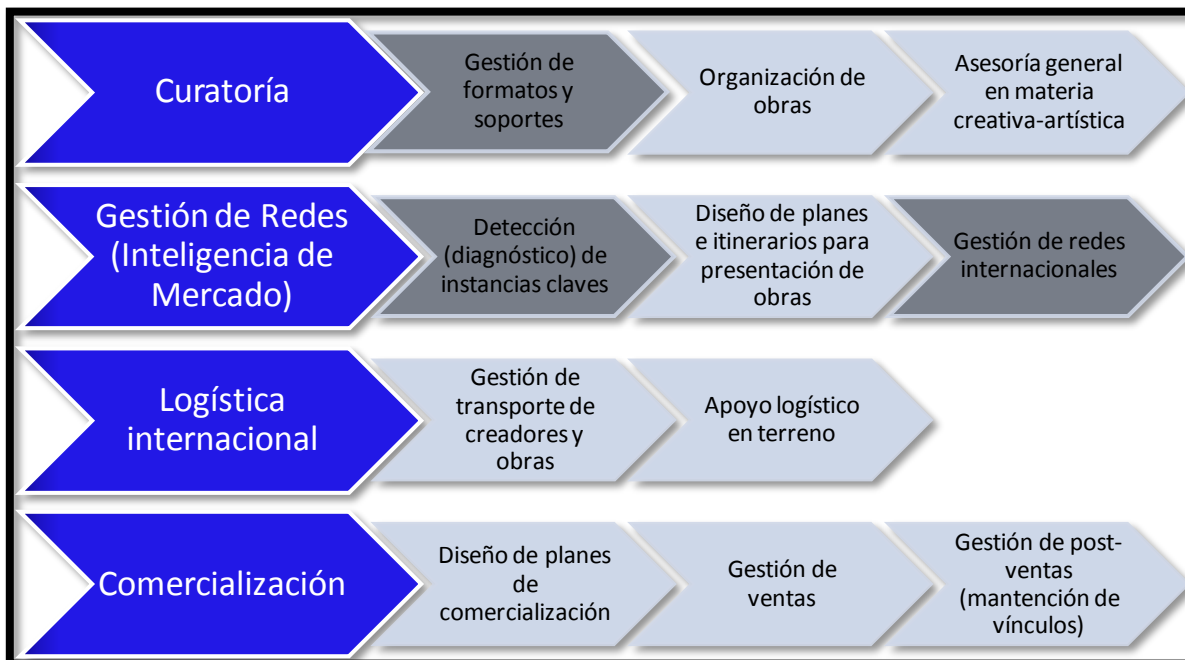 Curatoría
Gestión de
formatos y
soportes
Organización de
obras
Asesoría general
en materia
creativa-artística
Gestión de Redes
(Inteligencia de
Mercado)
Detección
(diagnóstico) de
instancias claves
Diseño de planes
e itinerarios para
presentación de
obras
Gestión de redes
internacionales
Logística
internacional
Gestión de
transporte de
creadores y
obras
Apoyo logístico
en terreno
Comercialización
Diseño de planes
de
comercialización
Gestión de
ventas
Gestión de post-
ventas
(mantención de
vínculos)